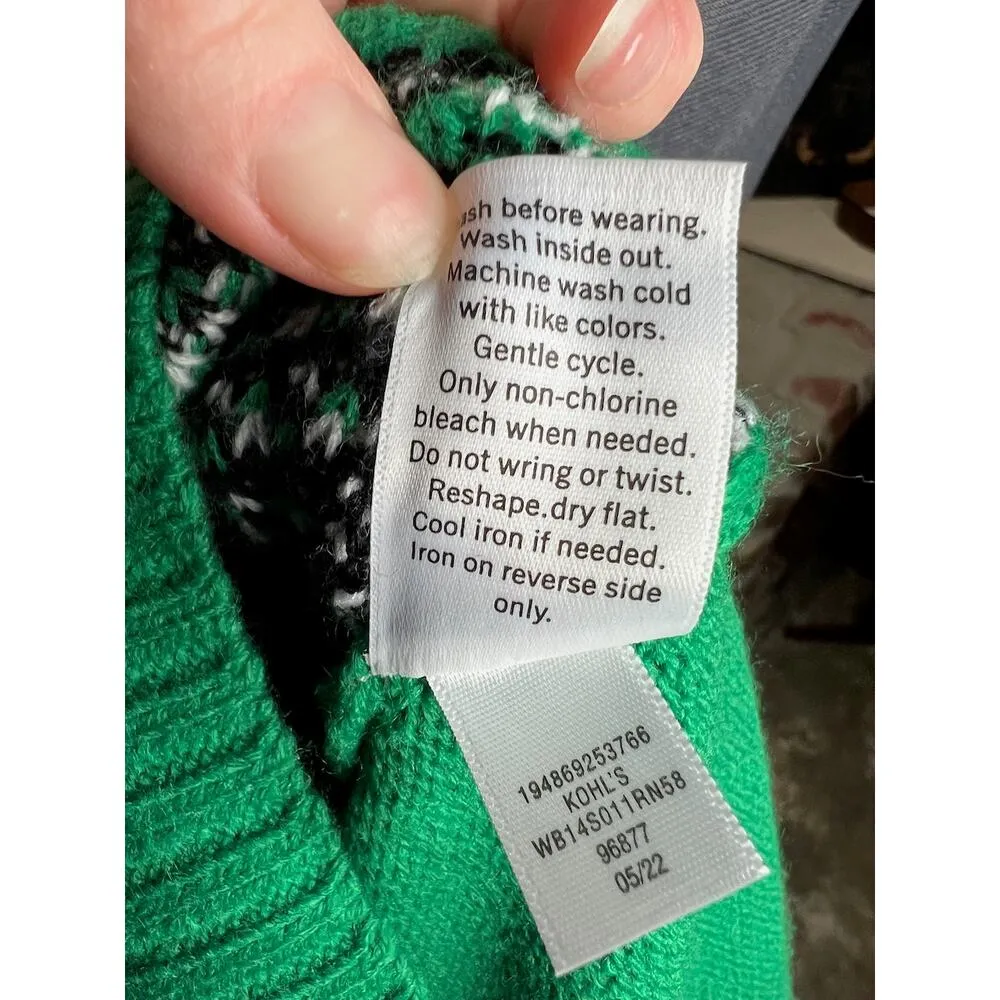 before wearing.
Wash inside out.
Machine wash cold
with like colors.
Gentle cycle.
Only non-chlorine
bleach when needed.
Do not wring or twist.
Reshape.dry flat.
Cool iron if needed.
Iron on reverse side
only.
194869253766
KOHL'S
WB14S011RN58
96877
05/22